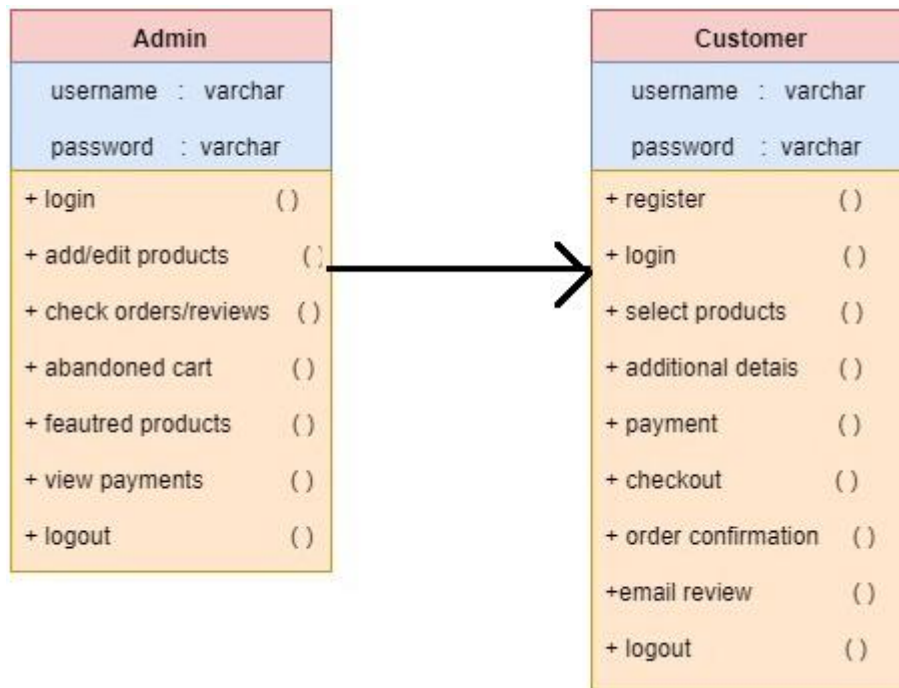 Admin
username : varchar
password : varchar
+ login ( )
+ add/edit products ( )
+ check orders/reviews ( )
+ abandoned cart ( )
+ feautred products ( )
+ view payments ( )
+ logout ( )
Customer
username : varchar
password : varchar
+ register ( )
+ login ( )
+ select products ( )
+ additional detais ( )
+ payment ( )
+ checkout ( )
+ order confirmation ( )
+email review ( )
+ logout ( )